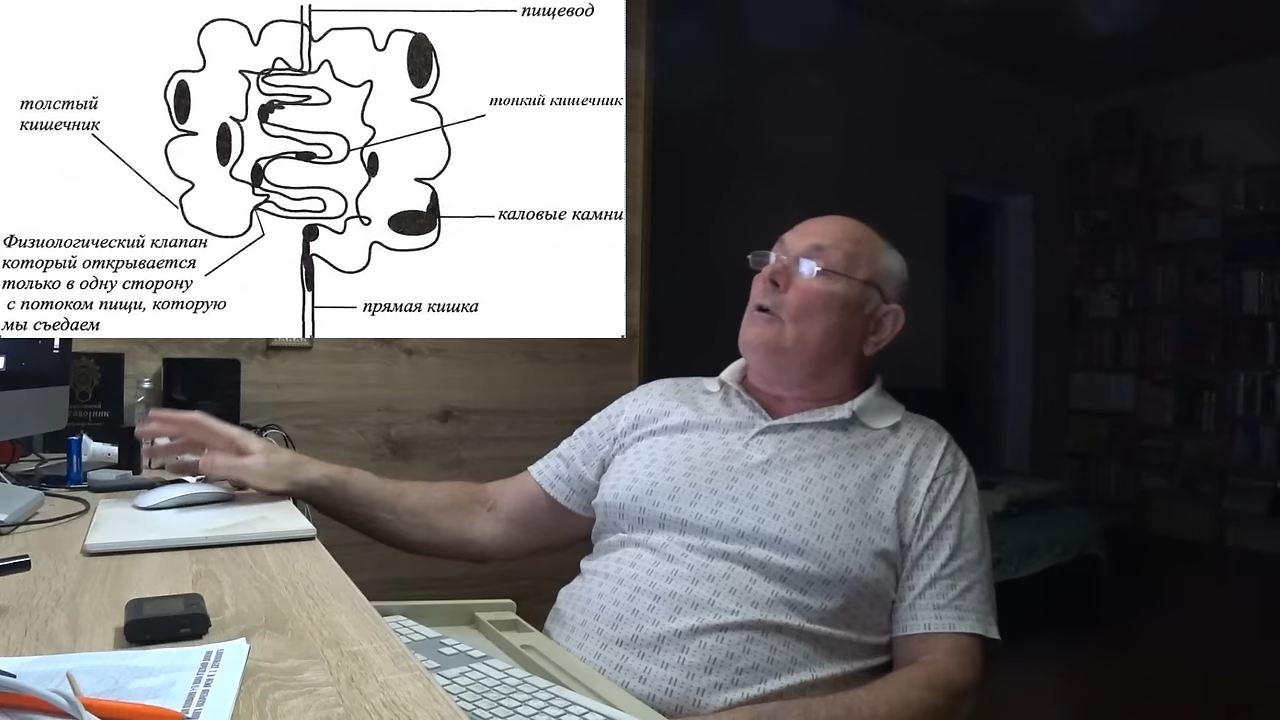 пищевод
толстый
кишечник
тонкий кишечник
каловые камни
Физиологический клапан
который открывается
только в одну сторону
с потоком пищи, которую
мы съедаем
прямая кишка